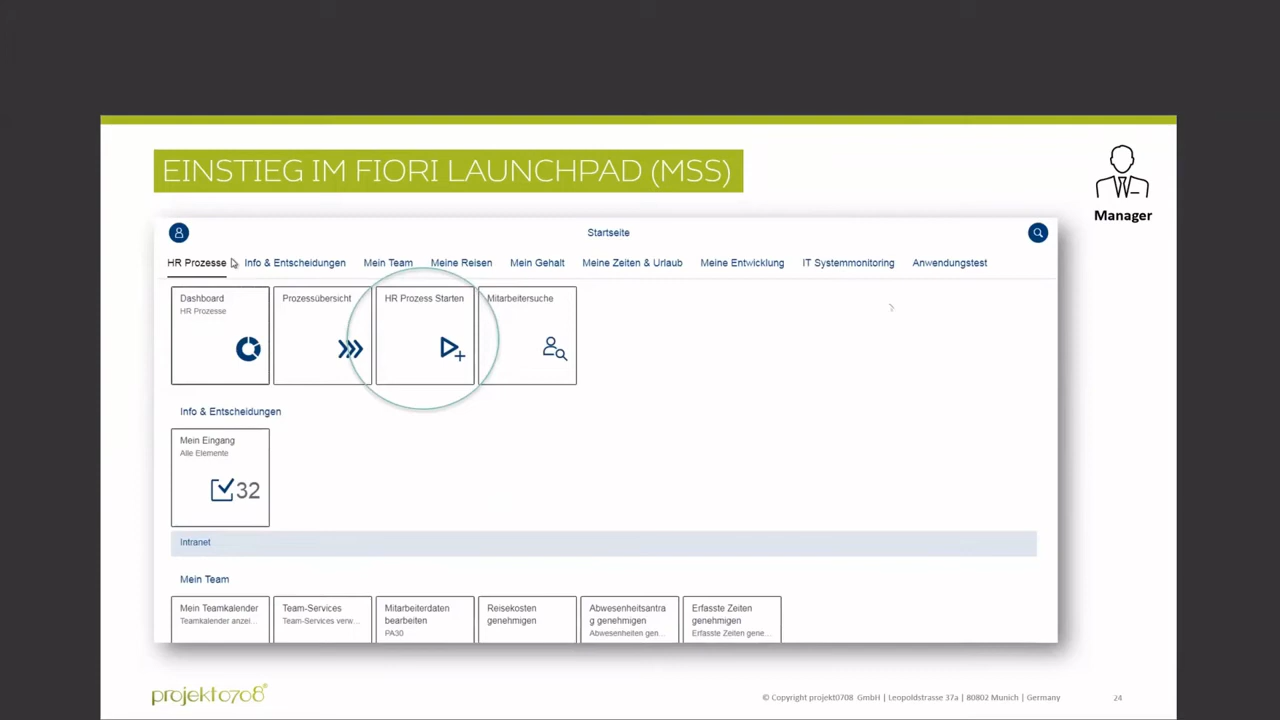 EINSTIEG IM FIORI LAUNCHPAD (MSS)
Manager
Startseite
HR Prozesse Info & Entscheidungen Mein Team Meine Reisen Mein Gehalt Meine Zeiten & Urlaub Meine Entwicklung IT Systemmonitoring Anwendungstest
Dashboard
HR Prozesse
Prozessübersicht
HR Prozess Starten
Mitarbeitersuche
Info & Entscheidungen
Mein Eingang
Alle Elemente
32
Intranet
Mein Team
Mein Teamkalender
Teamkalender anzei...
Team-Services
Team-Services verw...
Mitarbeiterdaten
bearbeiten
PA30
Reisekosten
genehmigen
Abwesenheitsantra
g genehmigen
Abwesenheiten gen...
Erfasste Zeiten
genehmigen
Erfasste Zeiten gene...
projekt0708®
© Copyright projekt0708 GmbH | Leopoldstrasse 37a | 80802 Munich | Germany
24